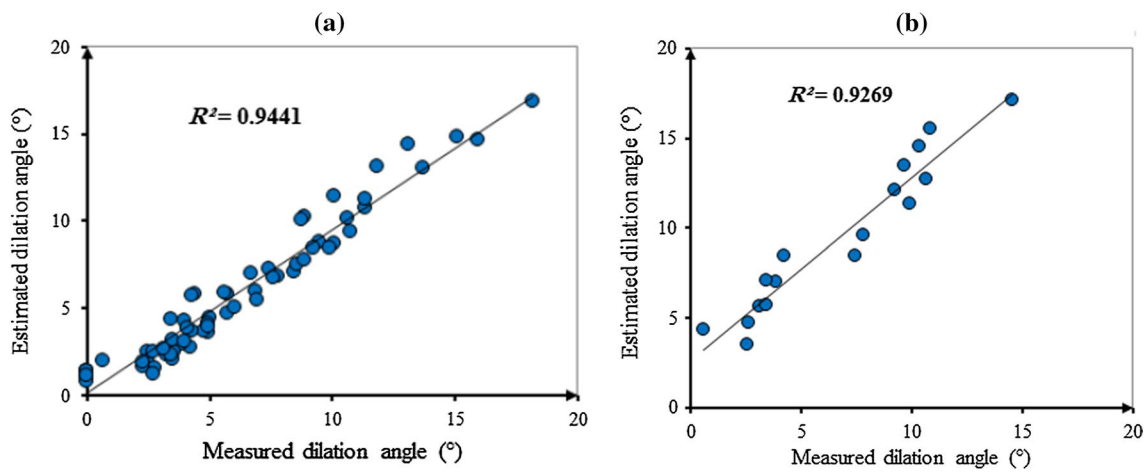 (a)
20
15
10
5
0
R² = 0.9441
Estimated dilation angle (°)
0 5 10 15 20
Measured dilation angle (°)
(b)
20
15
10
5
0
R² = 0.9269
Estimated dilation angle (°)
0 5 10 15 20
Measured dilation angle (°)